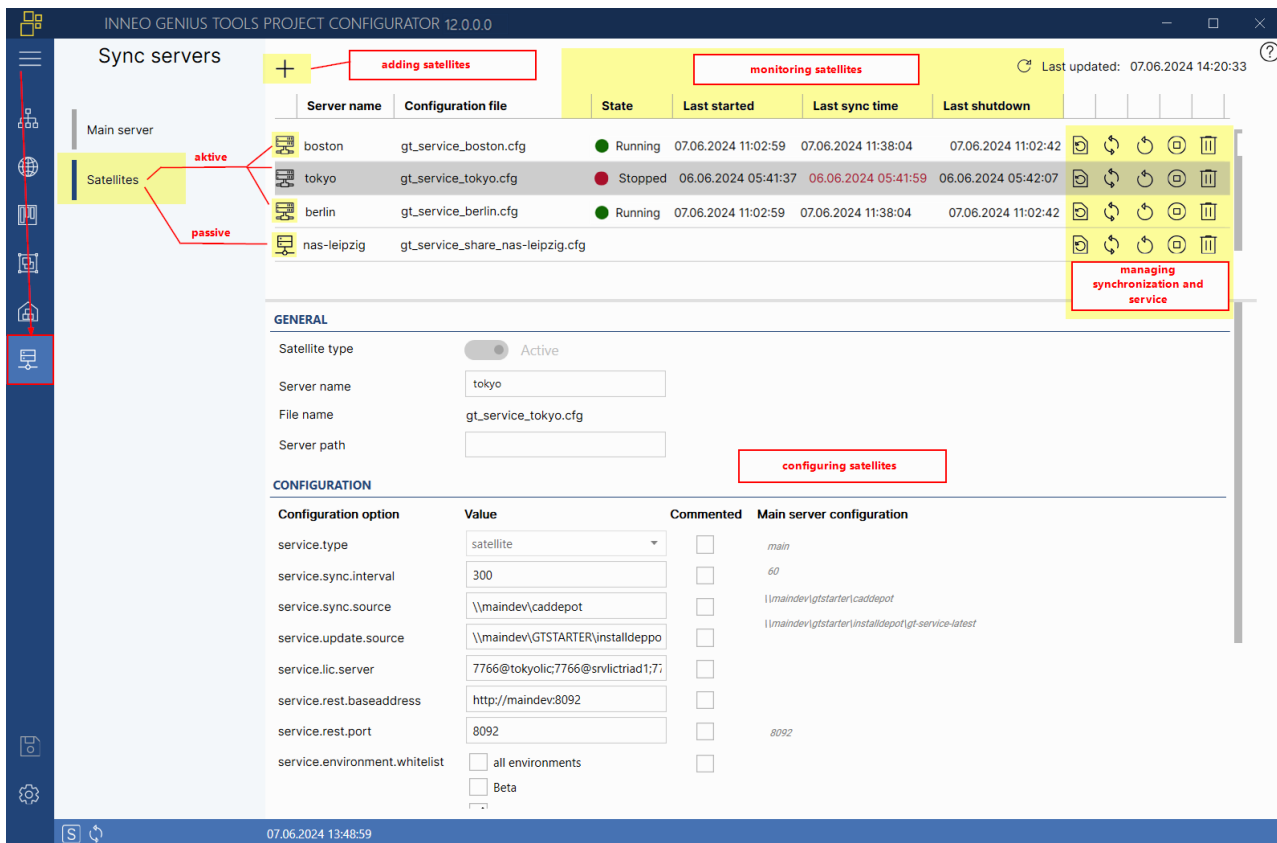 INNEO GENIUS TOOLS PROJECT CONFIGURATOR 12.0.0.0
Sync servers
adding satellites
monitoring satellites
Last updated: 07.06.2024 14:20:33
Server name Configuration file State Last started Last sync time Last shutdown
Main server
Satellites
aktive
passive
boston gt_service_boston.cfg Running 07.06.2024 11:02:59 07.06.2024 11:38:04 07.06.2024 11:02:42
tokyo gt_service_tokyo.cfg Stopped 06.06.2024 05:41:37 06.06.2024 05:41:59 06.06.2024 05:42:07
berlin gt_service_berlin.cfg Running 07.06.2024 11:02:59 07.06.2024 11:38:04 07.06.2024 11:02:42
nas-leipzig gt_service_share_nas-leipzig.cfg
managing
synchronization and
service
GENERAL
Satellite type Active
Server name tokyo
File name gt_service_tokyo.cfg
Server path
configuring satellites
CONFIGURATION
Configuration option Value Commented Main server configuration
service.type satellite main
service.sync.interval 300 60
service.sync.source \\maindev\caddepot \\maindev\gtstarter\caddepot
service.update.source \\maindev\GTSTARTER\installdeppo \\maindev\gtstarter\installdepot\gt-service-latest
service.lic.server 7766@tokyolic;7766@srvlictriad1;77
service.rest.baseaddress http://maindev:8092
service.rest.port 8092 8092
service.environment.whitelist all environments
Beta
S 07.06.2024 13:48:59